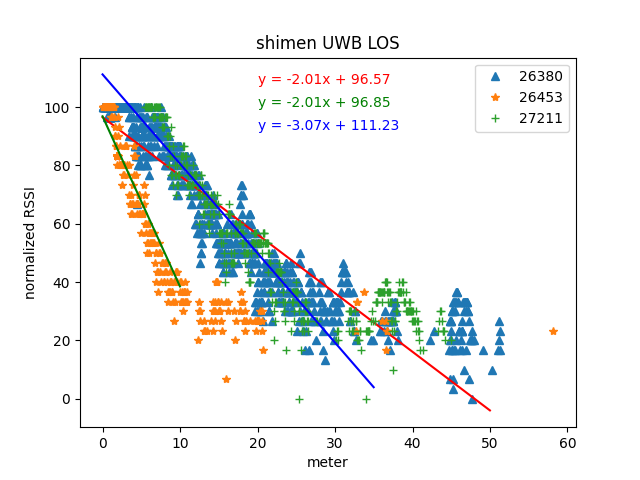 shimen UWB LOS
y = -2.01x + 96.57
y = -2.01x + 96.85
y = -3.07x + 111.23
26380
26453
27211
normalized RSSI
100
80
60
40
20
0
0 10 20 30 40 50 60
meter